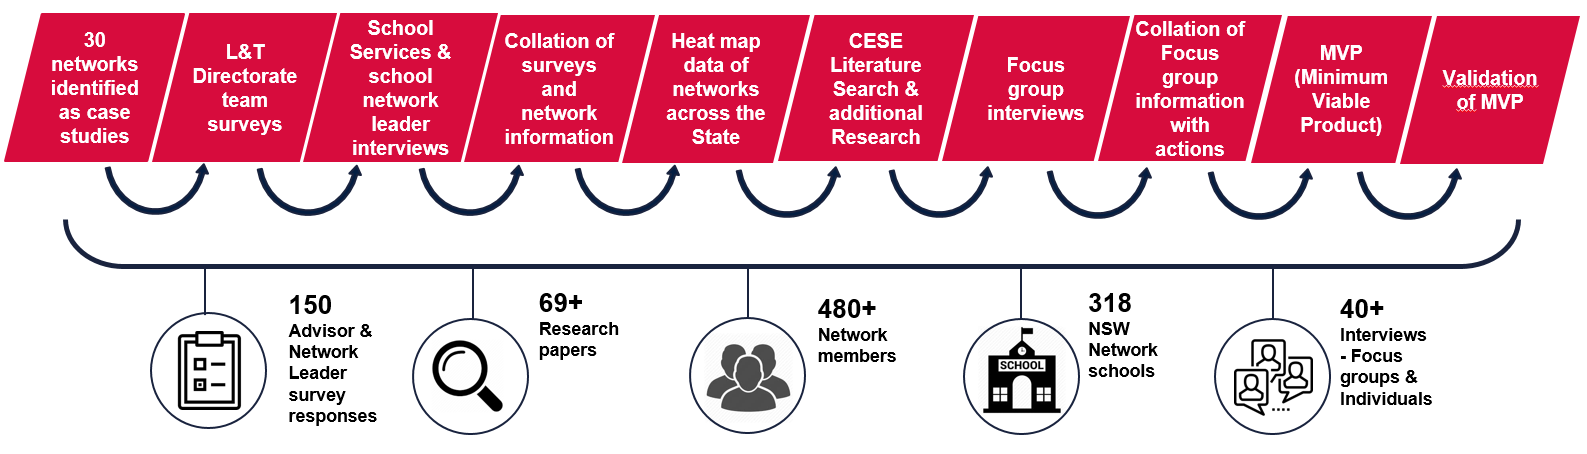 30
networks
identified
as case
studies
L&T
Directorate
team
surveys
School
Services &
school
network
leader
interviews
Collation of
surveys
and
network
information
Heat map
data of
networks
across the
State
CESE
Literature
Search &
additional
Research
Focus
group
interviews
Collation of
Focus
group
information
with
actions
MVP
(Minimum
Viable
Product)
Validation
of MVP
150
Advisor &
Network
Leader
survey
responses
69+
Research
papers
480+
Network
members
SCHOOL
318
NSW
Network
schools
40+
Interviews
- Focus
groups &
Individuals